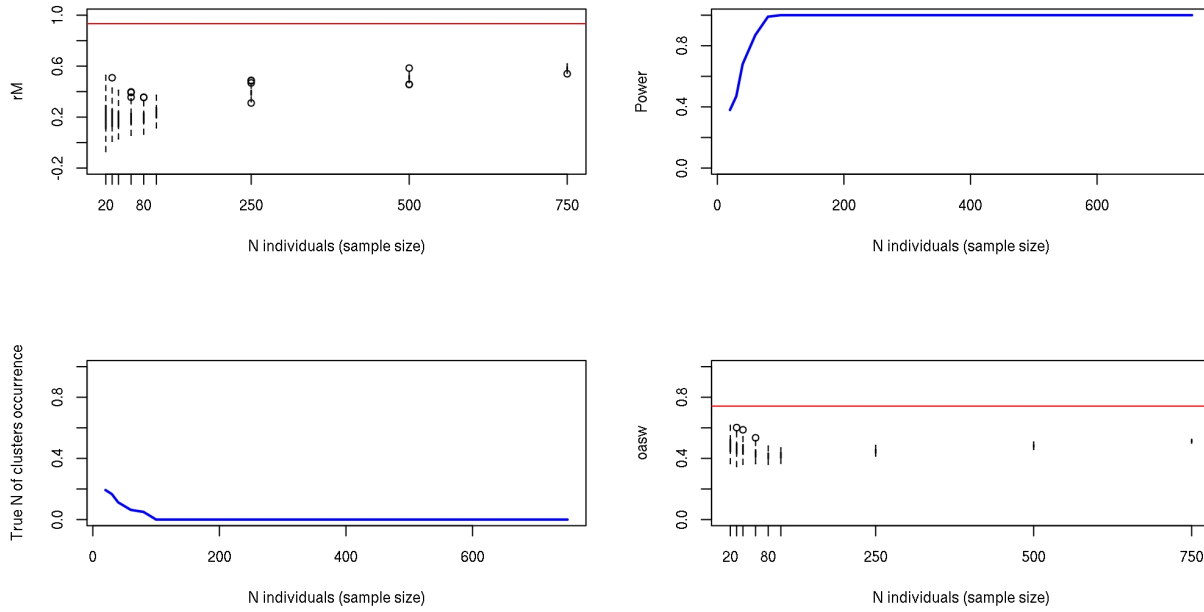 rM
-0.2 0.2 0.6 1.0
20 80 250 500 750
N individuals (sample size)
Power
0.0 0.4 0.8
0 200 400 600
N individuals (sample size)
True N of clusters occurrence
0.0 0.4 0.8
0 200 400 600
N individuals (sample size)
oasw
0.0 0.4 0.8
20 80 250 500 750
N individuals (sample size)